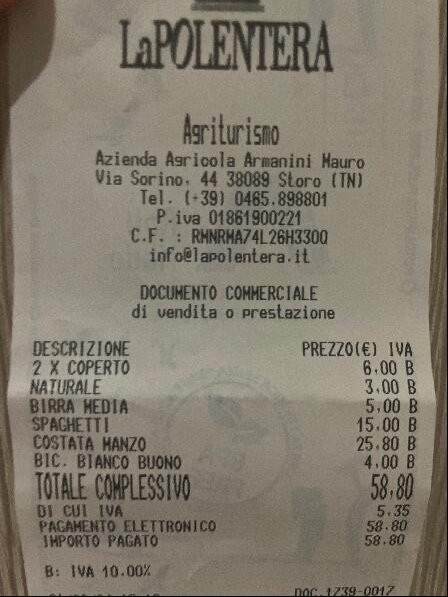 LaPOLENTERA
Agriturismo
Azienda Agricola Armanini Mauro
Via Sorino, 44 38089 Storo (TN)
Tel. (+39) 0465.898801
P.iva 01861900221
C.F. : RMNRMA74L26H330Q
info@lapolentera.it
DOCUMENTO COMMERCIALE
di vendita o prestazione
DESCRIZIONE PREZZO(€) IVA
2 X COPERTO 6,00 B
NATURALE 3,00 B
BIRRA MEDIA 5,00 B
SPAGHETTI 15,00 B
COSTATA MANZO 25,80 B
BIC. BIANCO BUONO 4,00 B
TOTALE COMPLESSIVO 58,80
DI CUI IVA 5,35
PAGAMENTO ELETTRONICO 58,80
IMPORTO PAGATO 58,80
B: IVA 10.00%
DOC.1739-0017